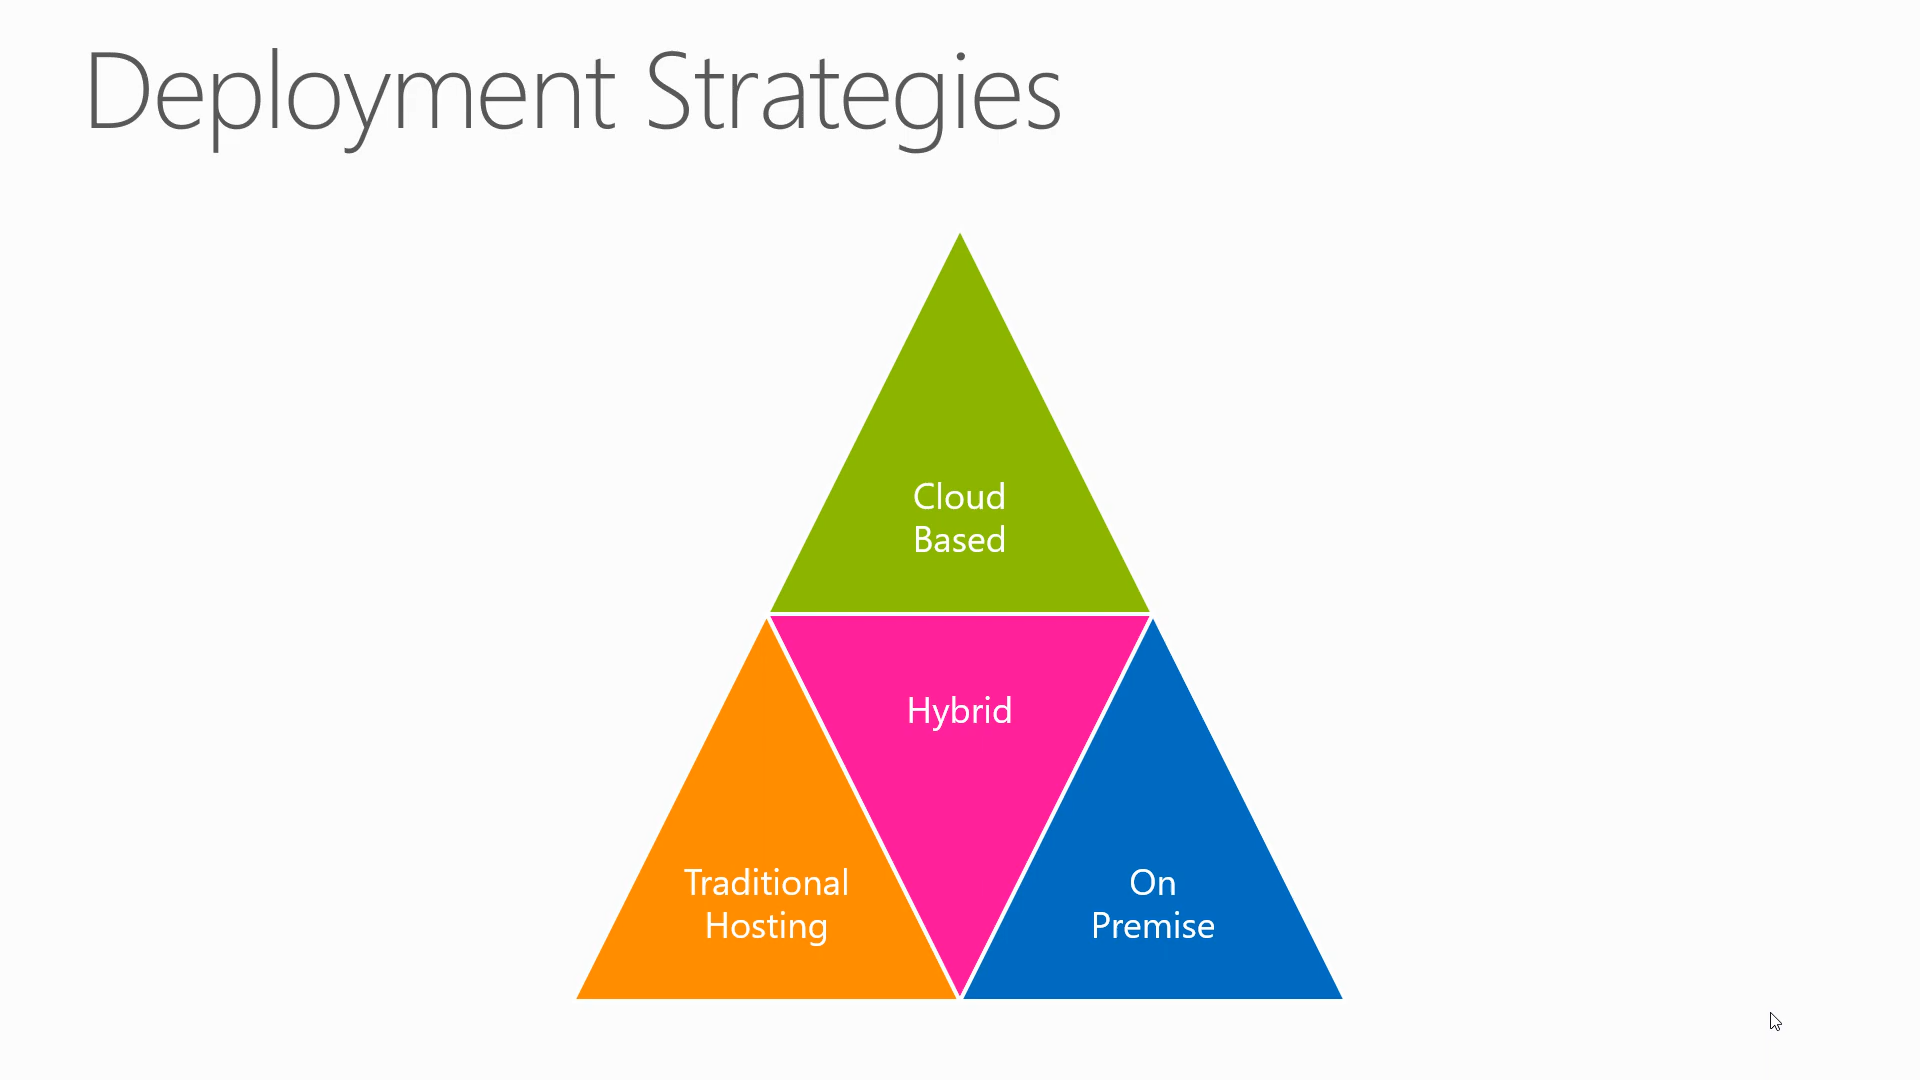 Deployment Strategies
Cloud
Based
Hybrid
Traditional
Hosting
On
Premise